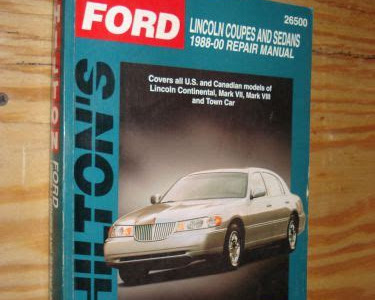 FORD
26500
LINCOLN COUPES AND SEDANS
1988-00 REPAIR MANUAL
Covers all U.S. and Canadian models of
Lincoln Continental, Mark VII, Mark VIII
and Town Car
HILTON'S
FORD